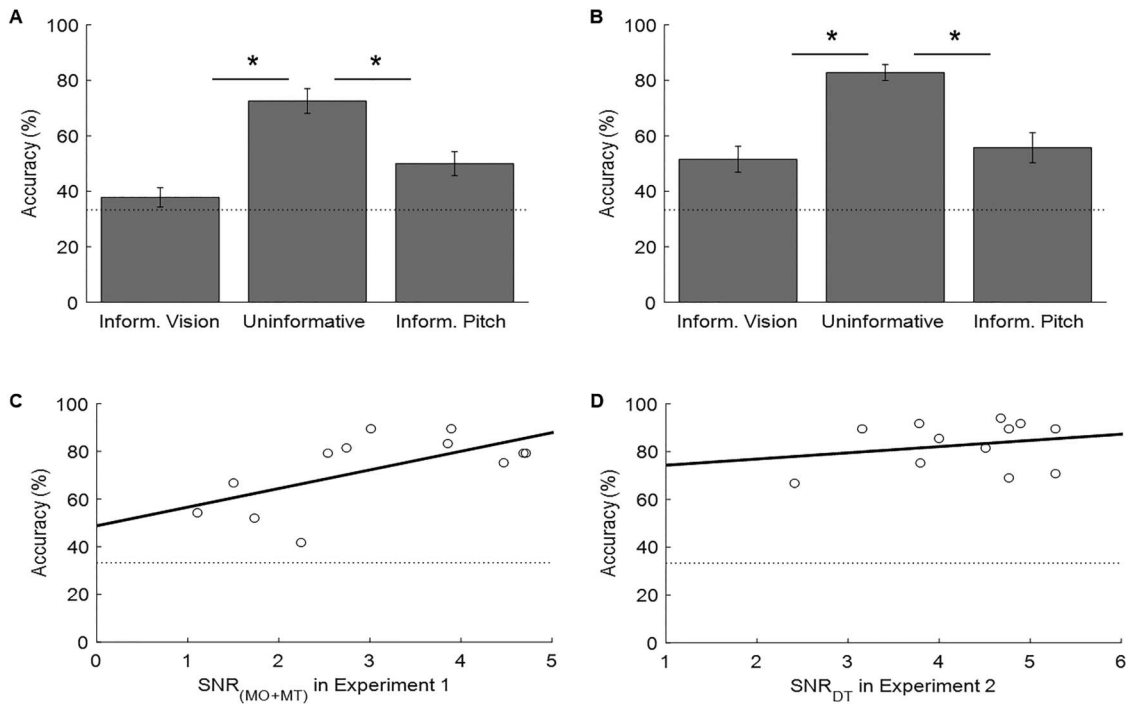 A
100
80
60
40
20
0
Accuracy (%)
*
*
Inform. Vision
Uninformative
Inform. Pitch
B
100
80
60
40
20
0
Accuracy (%)
*
*
Inform. Vision
Uninformative
Inform. Pitch
C
100
80
60
40
20
0
Accuracy (%)
0 1 2 3 4 5
SNR(MO+MT) in Experiment 1
D
100
80
60
40
20
0
Accuracy (%)
1 2 3 4 5 6
SNRDT in Experiment 2